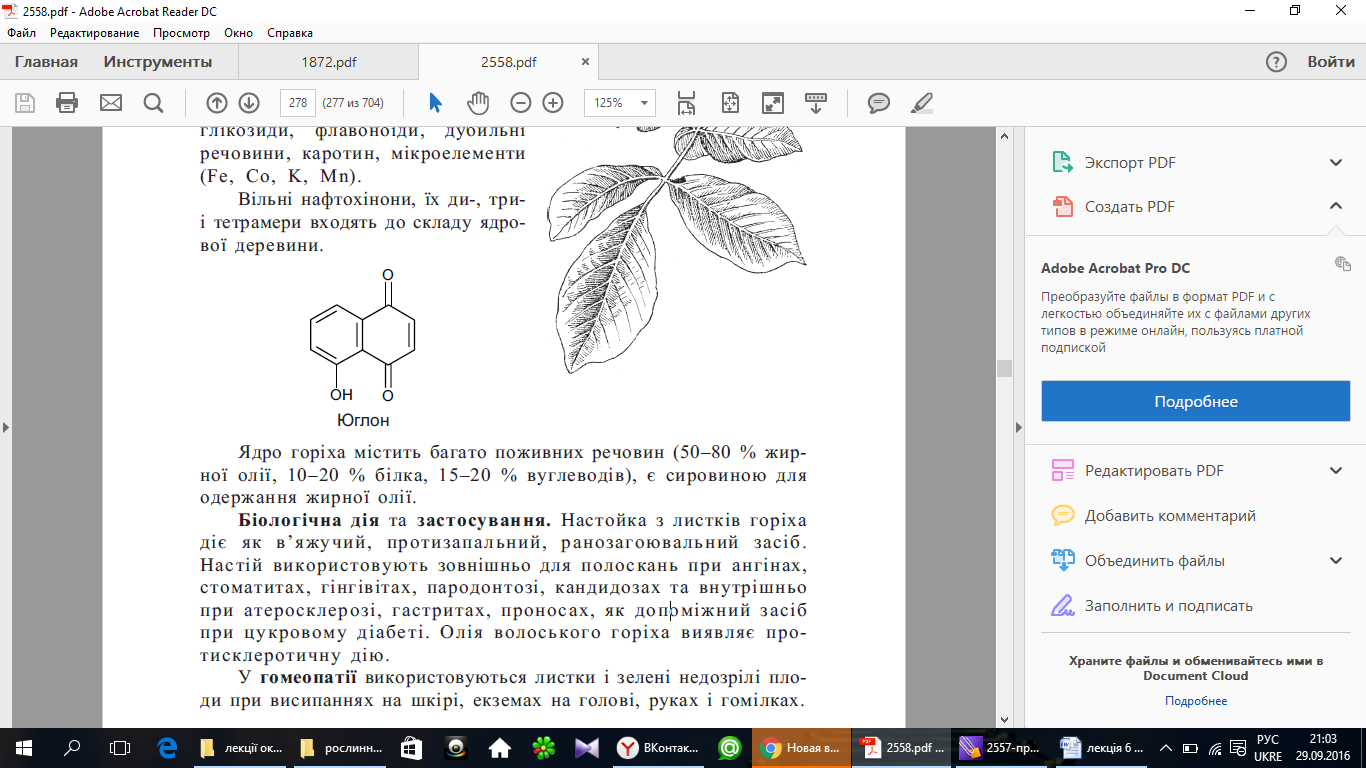 2558.pdf - Adobe Acrobat Reader DC
Файл Редактирование Просмотр Окно Справка
Главная Инструменты 1872.pdf 2558.pdf × ? Войти
278 (277 из 704) 125%
глікозиди, флавоноїди, дубильні
речовини, каротин, мікроелементи
(Fe, Co, K, Mn).
Вільні нафтохінони, їх ди-, три-
і тетрамери входять до складу ядро-
вої деревини.
O
OH O
Юглон
Ядро горіха містить багато поживних речовин (50–80 % жир-
ної олії, 10–20 % білка, 15–20 % вуглеводів), є сировиною для
одержання жирної олії.
Біологічна дія та застосування. Настойка з листків горіха
діє як в’яжучий, протизапальний, ранозагоювальний засіб.
Настій використовують зовнішньо для полоскань при ангінах,
стоматитах, гінгівітах, пародонтозі, кандидозах та внутрішньо
при атеросклерозі, гастритах, проносах, як допоміжний засіб
при цукровому діабеті. Олія волоського горіха виявляє про-
тисклеротичну дію.
У гомеопатії використовуються листки і зелені недозрілі пло-
ди при висипаннях на шкірі, екземах на голові, руках і гомілках.
Экспорт PDF
Создать PDF
Adobe Acrobat Pro DC
Преобразуйте файлы в формат PDF и с
легкостью объединяйте их с файлами других
типов в режиме онлайн, пользуясь платной
подпиской
Подробнее
Редактировать PDF
Добавить комментарий
Объединить файлы
Заполнить и подписать
Храните файлы и обменивайтесь ими в
Document Cloud
Подробнее
лекції ок... рослинн... ВКонтак... Новая в... 2558.pdf ... 2557-пр... лекція 6 ... РУС 21:03
UKRE 29.09.2016